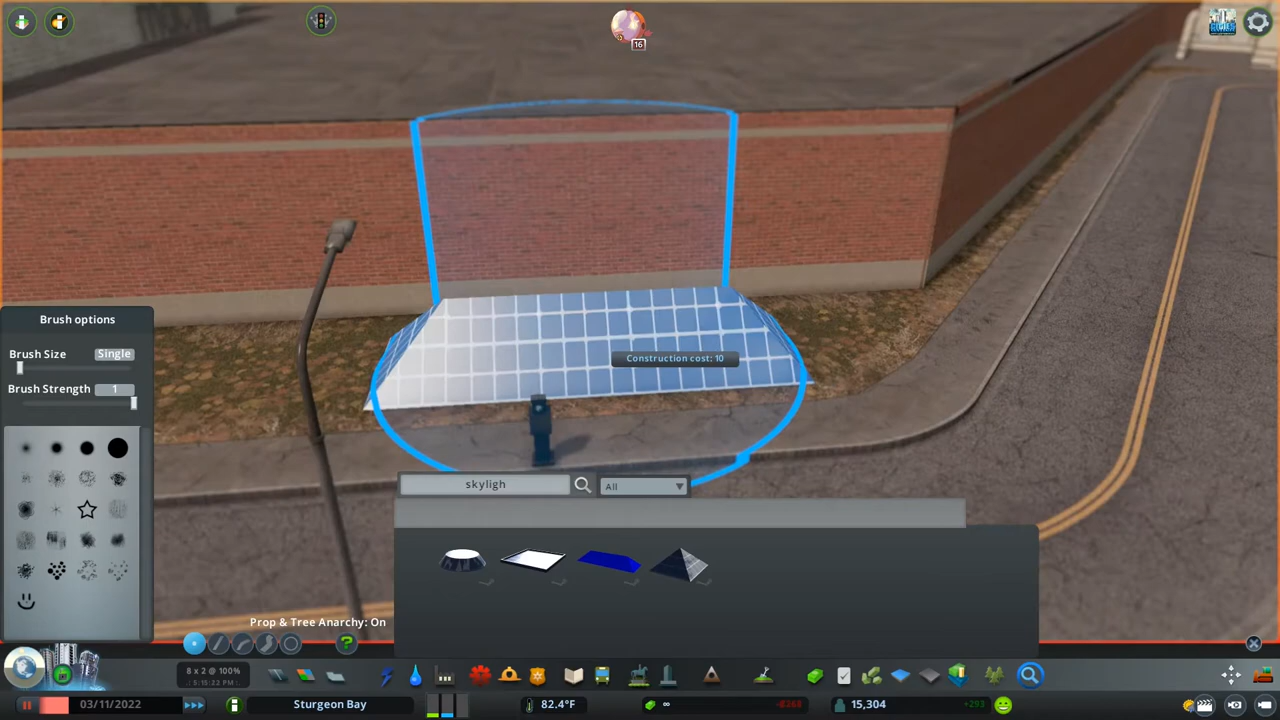 16
Brush options
Brush Size Single
Brush Strength 1
Construction cost: 10
skyligh
All
Prop & Tree Anarchy: On
?
8 x 2 @ 100%
03/11/2022
Sturgeon Bay
82.4°F
∞
15,304
+293